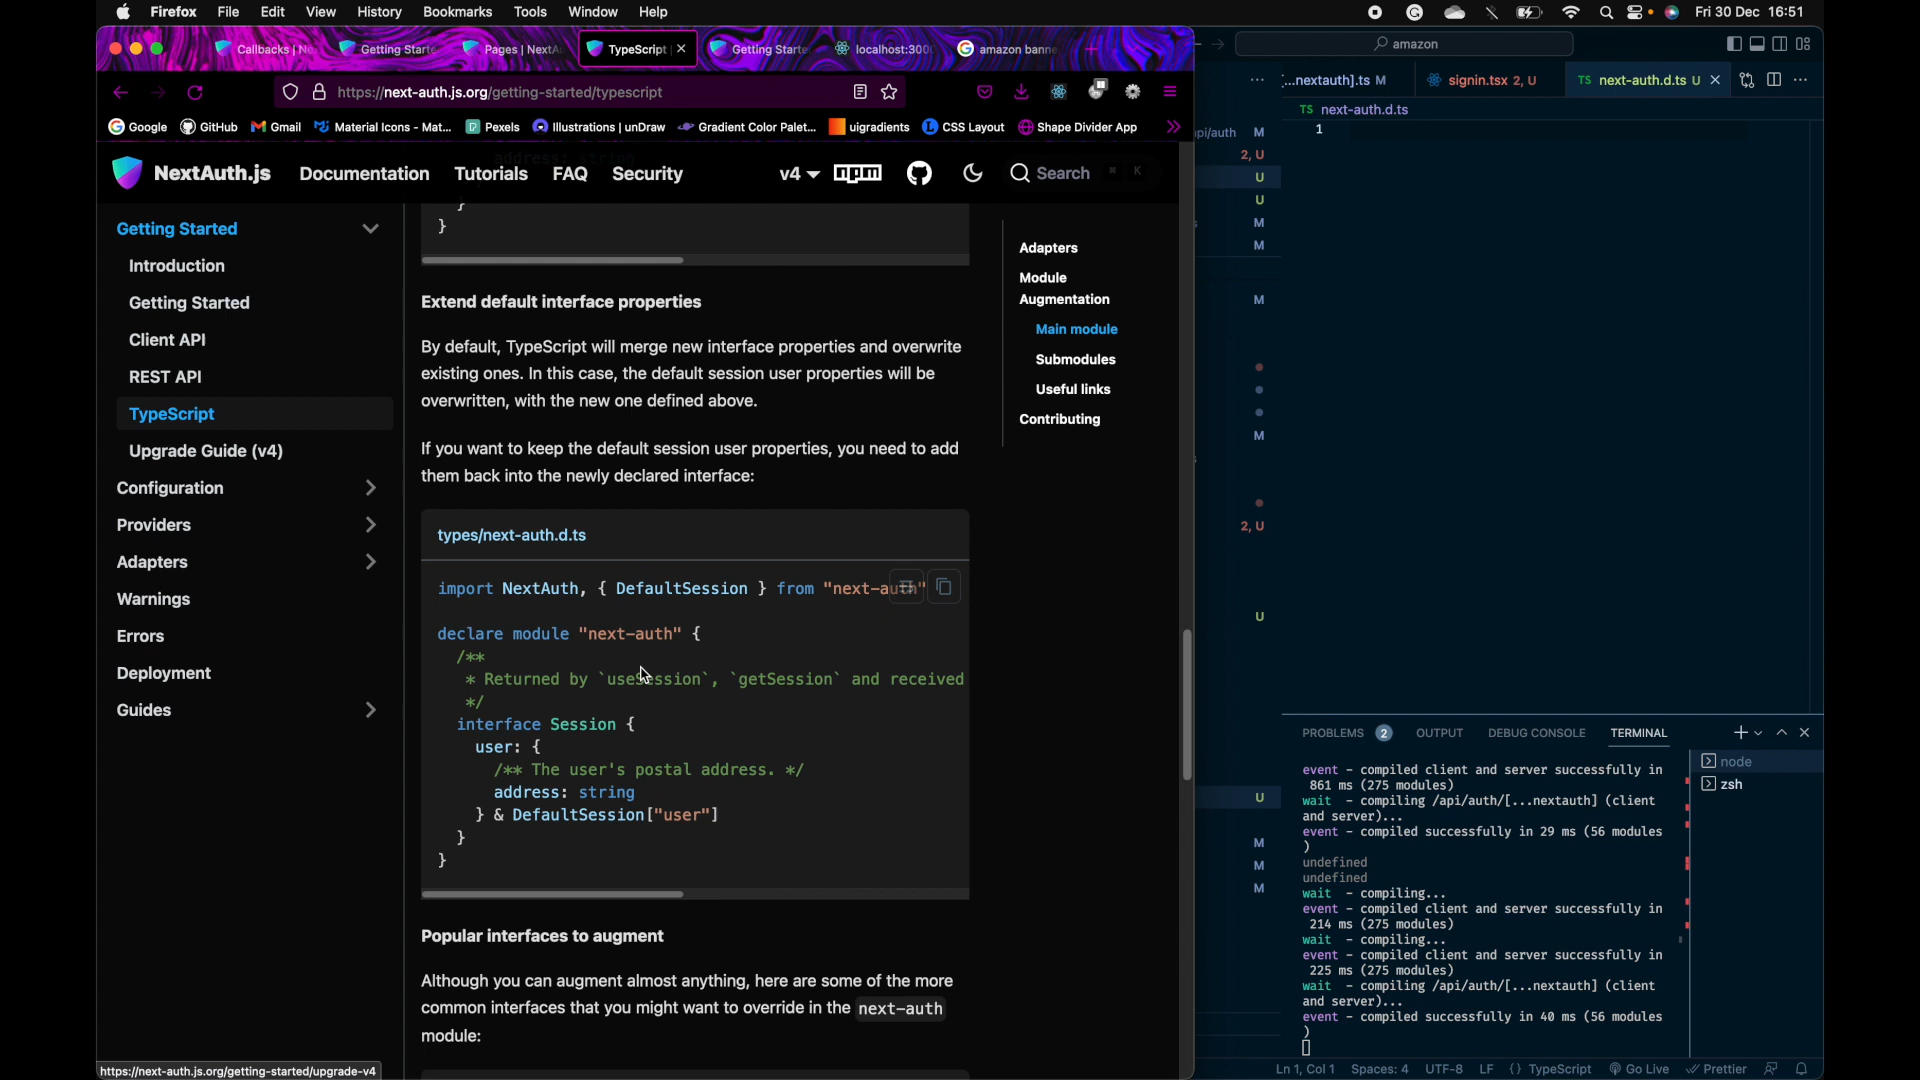 Firefox File Edit View History Bookmarks Tools Window Help
Fri 30 Dec 16:51
Callbacks | N
Getting Starte
Pages | NextA
TypeScript
Getting Starte
localhost:300
amazon bann
https://next-auth.js.org/getting-started/typescript
Google GitHub Gmail Material Icons - Mat... Pexels Illustrations | unDraw Gradient Color Palet... uigradients CSS Layout Shape Divider App
NextAuth.js Documentation Tutorials FAQ Security v4 npm Search K
Getting Started
Introduction
Getting Started
Client API
REST API
TypeScript
Upgrade Guide (v4)
Configuration
Providers
Adapters
Warnings
Errors
Deployment
Guides
https://next-auth.js.org/getting-started/upgrade-v4
address: string
}
}
Extend default interface properties
By default, TypeScript will merge new interface properties and overwrite
existing ones. In this case, the default session user properties will be
overwritten, with the new one defined above.
If you want to keep the default session user properties, you need to add
them back into the newly declared interface:
types/next-auth.d.ts
import NextAuth, { DefaultSession } from "next-auth"
declare module "next-auth" {
/**
* Returned by `useSession`, `getSession` and received
*/
interface Session {
user: {
/** The user's postal address. */
address: string
} & DefaultSession["user"]
}
}
Popular interfaces to augment
Although you can augment almost anything, here are some of the more
common interfaces that you might want to override in the next-auth
module:
Adapters
Module
Augmentation
Main module
Submodules
Useful links
Contributing
amazon
...nextauth].ts M
signin.tsx 2, U
TS next-auth.d.ts U
TS next-auth.d.ts
1
pi/auth M
2, U
U
U
M
M
M
M
2, U
U
U
M
M
M
PROBLEMS 2 OUTPUT DEBUG CONSOLE TERMINAL
node
zsh
event - compiled client and server successfully in
861 ms (275 modules)
wait - compiling /api/auth/[...nextauth] (client
and server)...
event - compiled successfully in 29 ms (56 modules
)
undefined
undefined
wait - compiling...
event - compiled client and server successfully in
214 ms (275 modules)
wait - compiling...
event - compiled client and server successfully in
225 ms (275 modules)
wait - compiling /api/auth/[...nextauth] (client
and server)...
event - compiled successfully in 40 ms (56 modules
)
Ln 1, Col 1 Spaces: 4 UTF-8 LF {} TypeScript Go Live Prettier